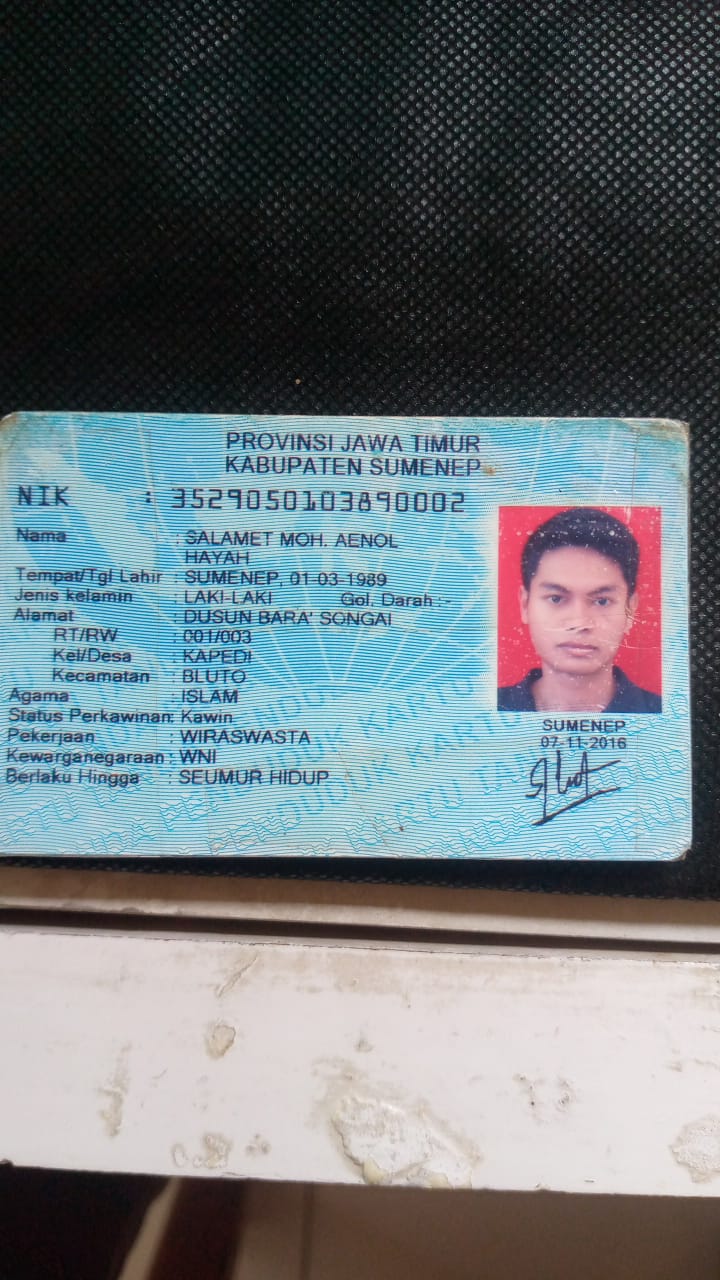 PROVINSI JAWA TIMUR
KABUPATEN SUMENEP
NIK : 3529050103890002
Nama : SALAMET MOH. AENOL
HAYAH
Tempat/Tgl Lahir : SUMENEP, 01-03-1989
Jenis kelamin : LAKI-LAKI Gol. Darah : -
Alamat : DUSUN BARA' SONGAI
RT/RW : 001/003
Kel/Desa : KAPEDI
Kecamatan : BLUTO
Agama : ISLAM
Status Perkawinan: Kawin
Pekerjaan : WIRASWASTA
Kewarganegaraan : WNI
Berlaku Hingga : SEUMUR HIDUP
SUMENEP
07-11-2016